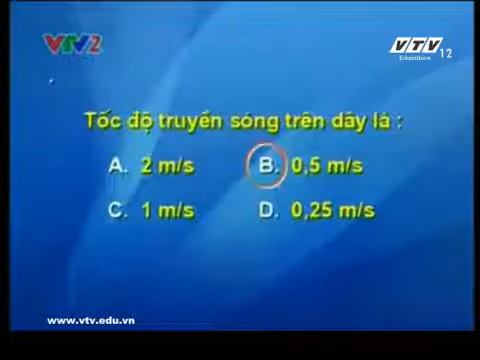 VTV2
VTV
Education 12
Tốc độ truyền sóng trên dây là :
A. 2 m/s
B. 0,5 m/s
C. 1 m/s
D. 0,25 m/s
www.vtv.edu.vn